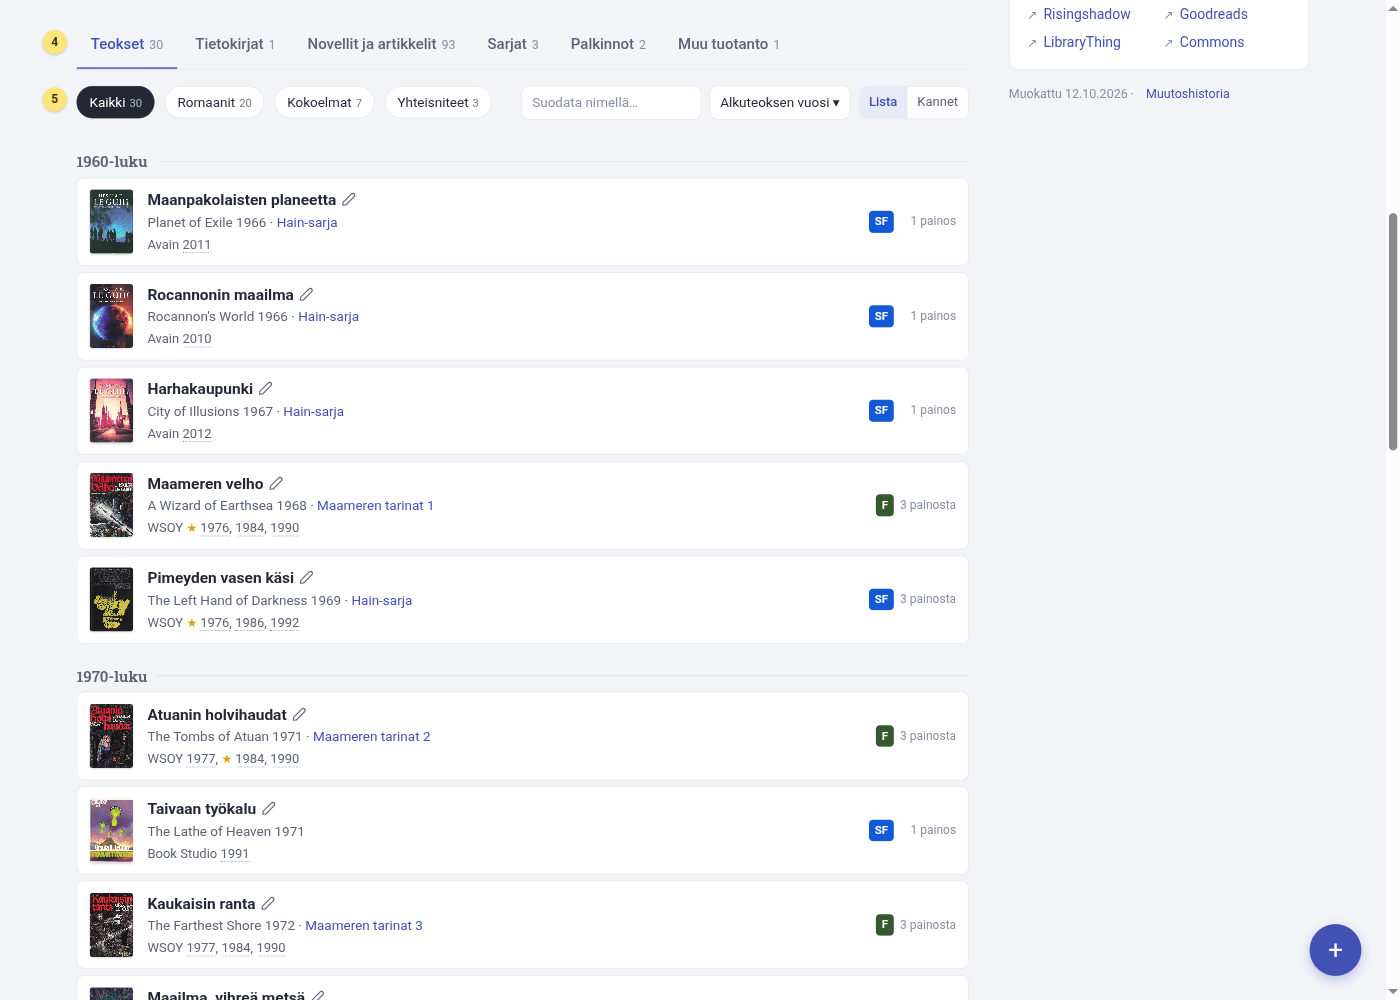 Risingshadow Goodreads
LibraryThing Commons
Muokattu 12.10.2026 · Muutoshistoria
4 Teokset 30 Tietokirjat 1 Novellit ja artikkelit 93 Sarjat 3 Palkinnot 2 Muu tuotanto 1
5 Kaikki 30 Romaanit 20 Kokoelmat 7 Yhteisniteet 3 Suodata nimellä... Alkuteoksen vuosi ▾ Lista Kannet
1960-luku
Maanpakolaisten planeetta
Planet of Exile 1966 · Hain-sarja
Avain 2011
SF 1 painos
Rocannonin maailma
Rocannon's World 1966 · Hain-sarja
Avain 2010
SF 1 painos
Harhakaupunki
City of Illusions 1967 · Hain-sarja
Avain 2012
SF 1 painos
Maameren velho
A Wizard of Earthsea 1968 · Maameren tarinat 1
WSOY ★ 1976, 1984, 1990
F 3 painosta
Pimeyden vasen käsi
The Left Hand of Darkness 1969 · Hain-sarja
WSOY ★ 1976, 1986, 1992
SF 3 painosta
1970-luku
Atuanin holvihaudat
The Tombs of Atuan 1971 · Maameren tarinat 2
WSOY 1977, ★ 1984, 1990
F 3 painosta
Taivaan työkalu
The Lathe of Heaven 1971
Book Studio 1991
SF 1 painos
Kaukaisin ranta
The Farthest Shore 1972 · Maameren tarinat 3
WSOY 1977, 1984, 1990
F 3 painosta
Maailma, vihreä metsä
+